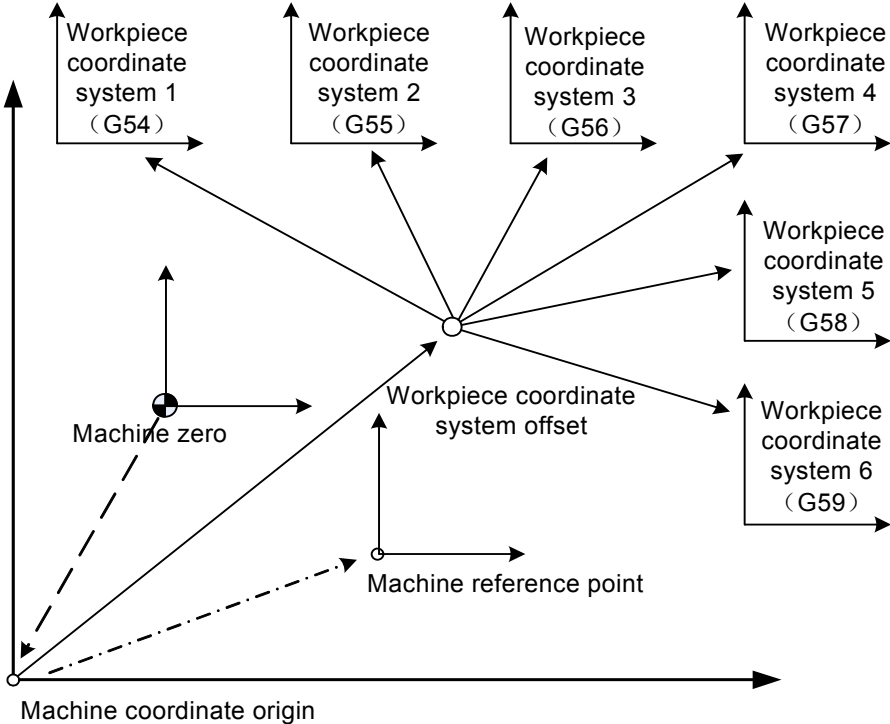 Workpiece
coordinate
system 1
（G54）
Workpiece
coordinate
system 2
（G55）
Workpiece
coordinate
system 3
（G56）
Workpiece
coordinate
system 4
（G57）
Workpiece
coordinate
system 5
（G58）
Workpiece coordinate
system offset
Machine zero
Workpiece
coordinate
system 6
（G59）
Machine reference point
Machine coordinate origin